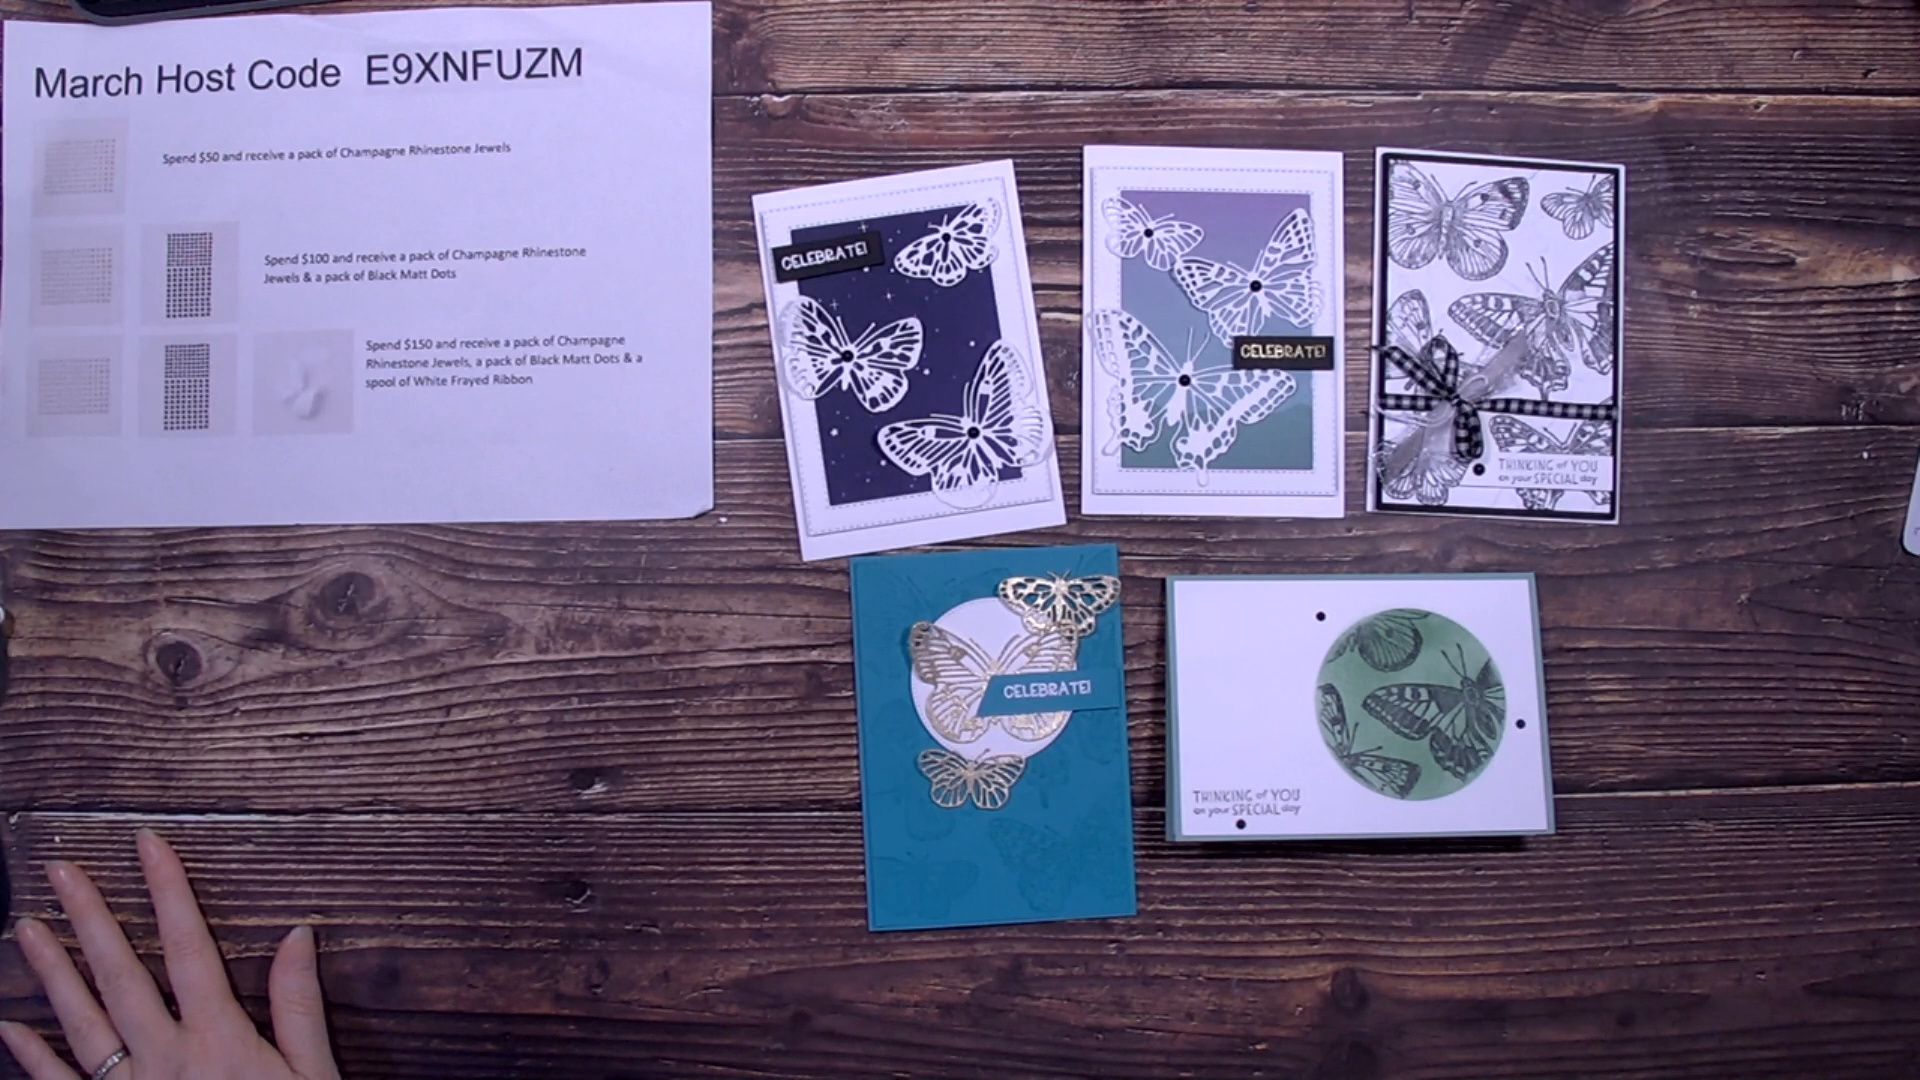 March Host Code E9XNFUZM
Spend $50 and receive a pack of Champagne Rhinestone Jewels
Spend $100 and receive a pack of Champagne Rhinestone
Jewels & a pack of Black Matt Dots
Spend $150 and receive a pack of Champagne
Rhinestone Jewels, a pack of Black Matt Dots & a
spool of White Frayed Ribbon
CELEBRATE!
CELEBRATE!
THINKING of YOU
on your SPECIAL day
CELEBRATE!
THINKING of YOU
on your SPECIAL day